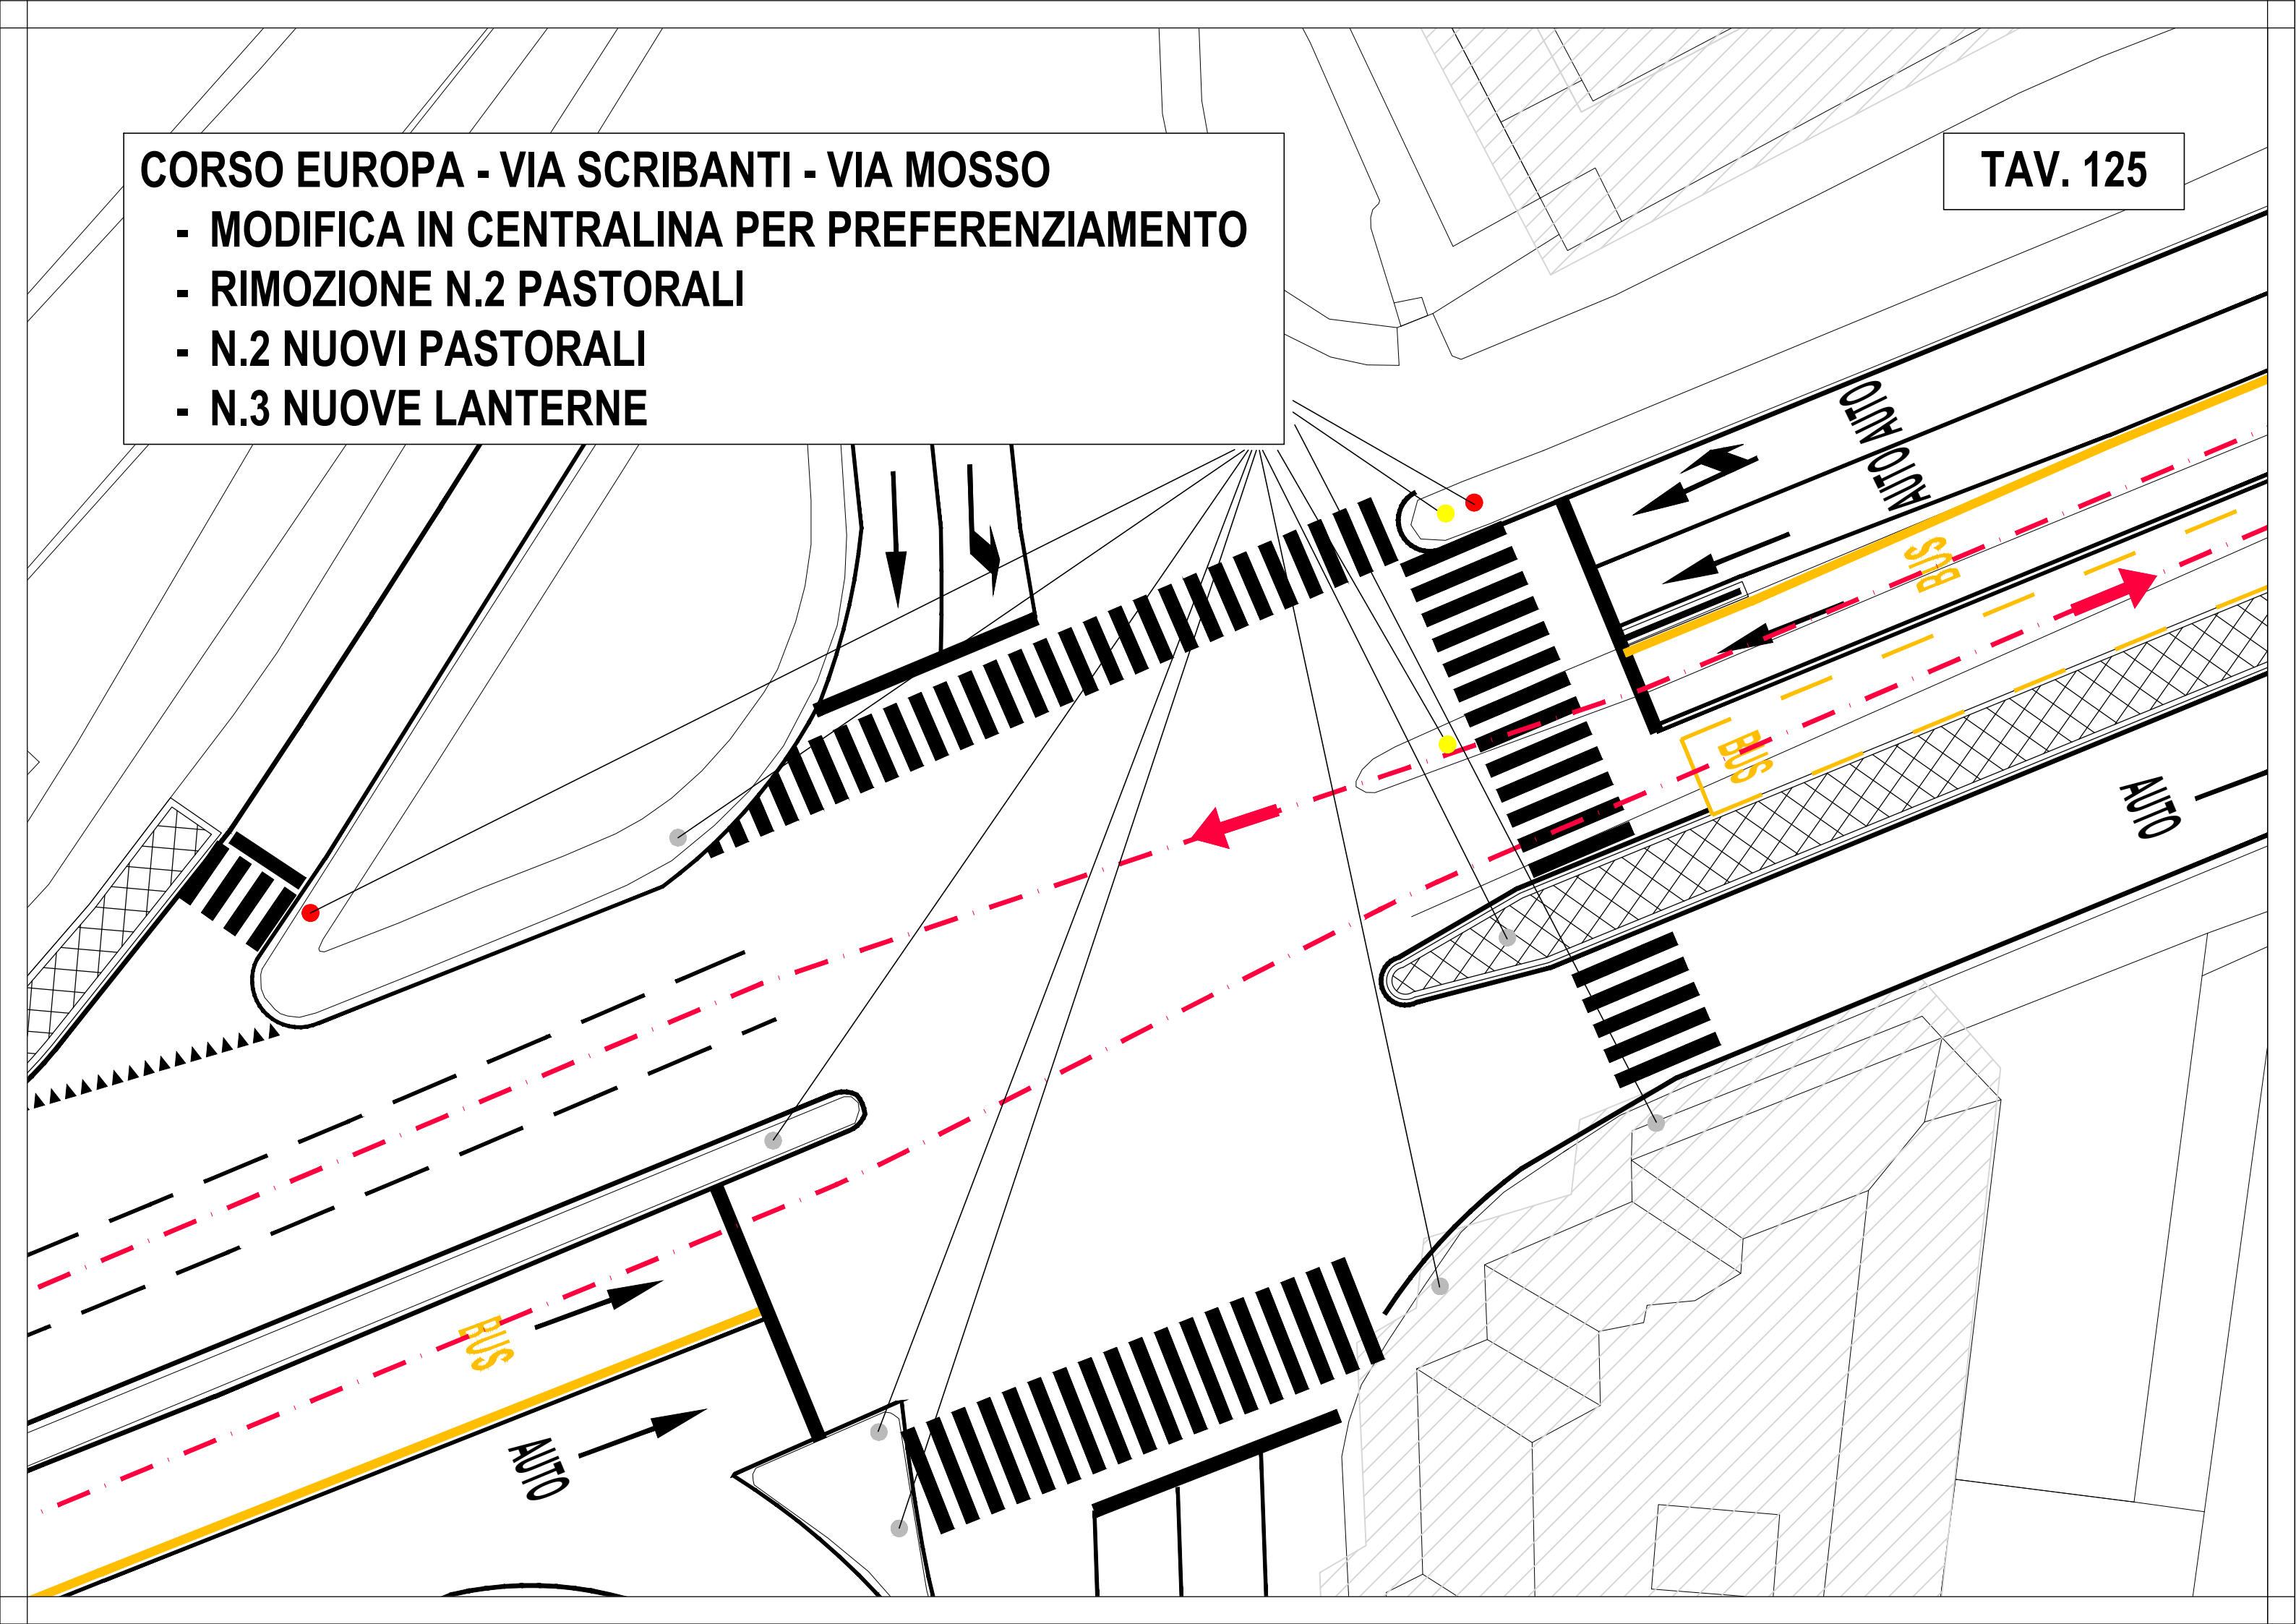 CORSO EUROPA - VIA SCRIBANTI - VIA MOSSO
- MODIFICA IN CENTRALINA PER PREFERENZIAMENTO
- RIMOZIONE N.2 PASTORALI
- N.2 NUOVI PASTORALI
- N.3 NUOVE LANTERNE
TAV. 125
AUTO
AUTO
BUS
BUS
AUTO
BUS
AUTO